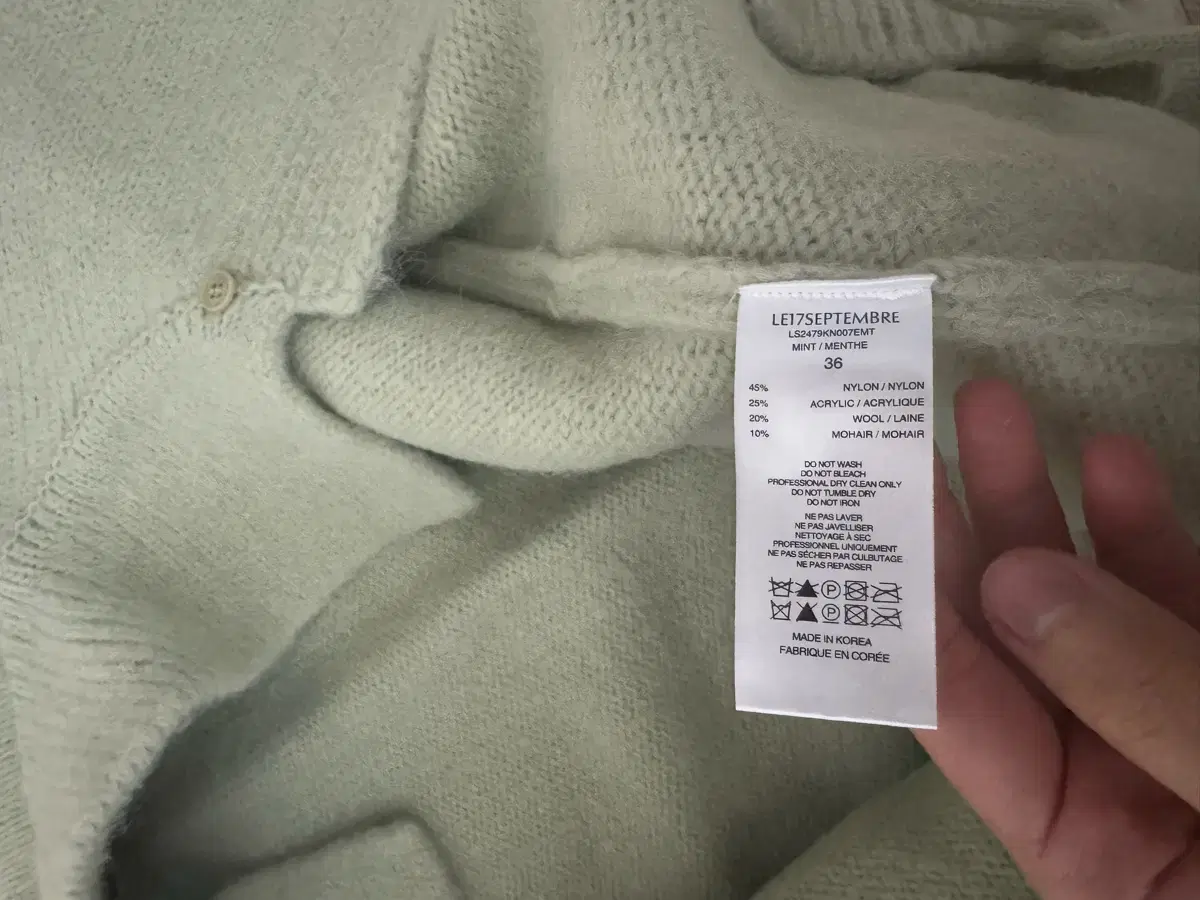 LE17SEPTEMBRE
LS2479KN007EMT
MINT / MENTHE
36
45% NYLON / NYLON
25% ACRYLIC / ACRYLIQUE
20% WOOL / LAINE
10% MOHAIR / MOHAIR
DO NOT WASH
DO NOT BLEACH
PROFESSIONAL DRY CLEAN ONLY
DO NOT TUMBLE DRY
DO NOT IRON
NE PAS LAVER
NE PAS JAVELLISER
NETTOYAGE À SEC
PROFESSIONNEL UNIQUEMENT
NE PAS SÉCHER PAR CULBUTAGE
NE PAS REPASSER
P
P
MADE IN KOREA
FABRIQUE EN CORÉE